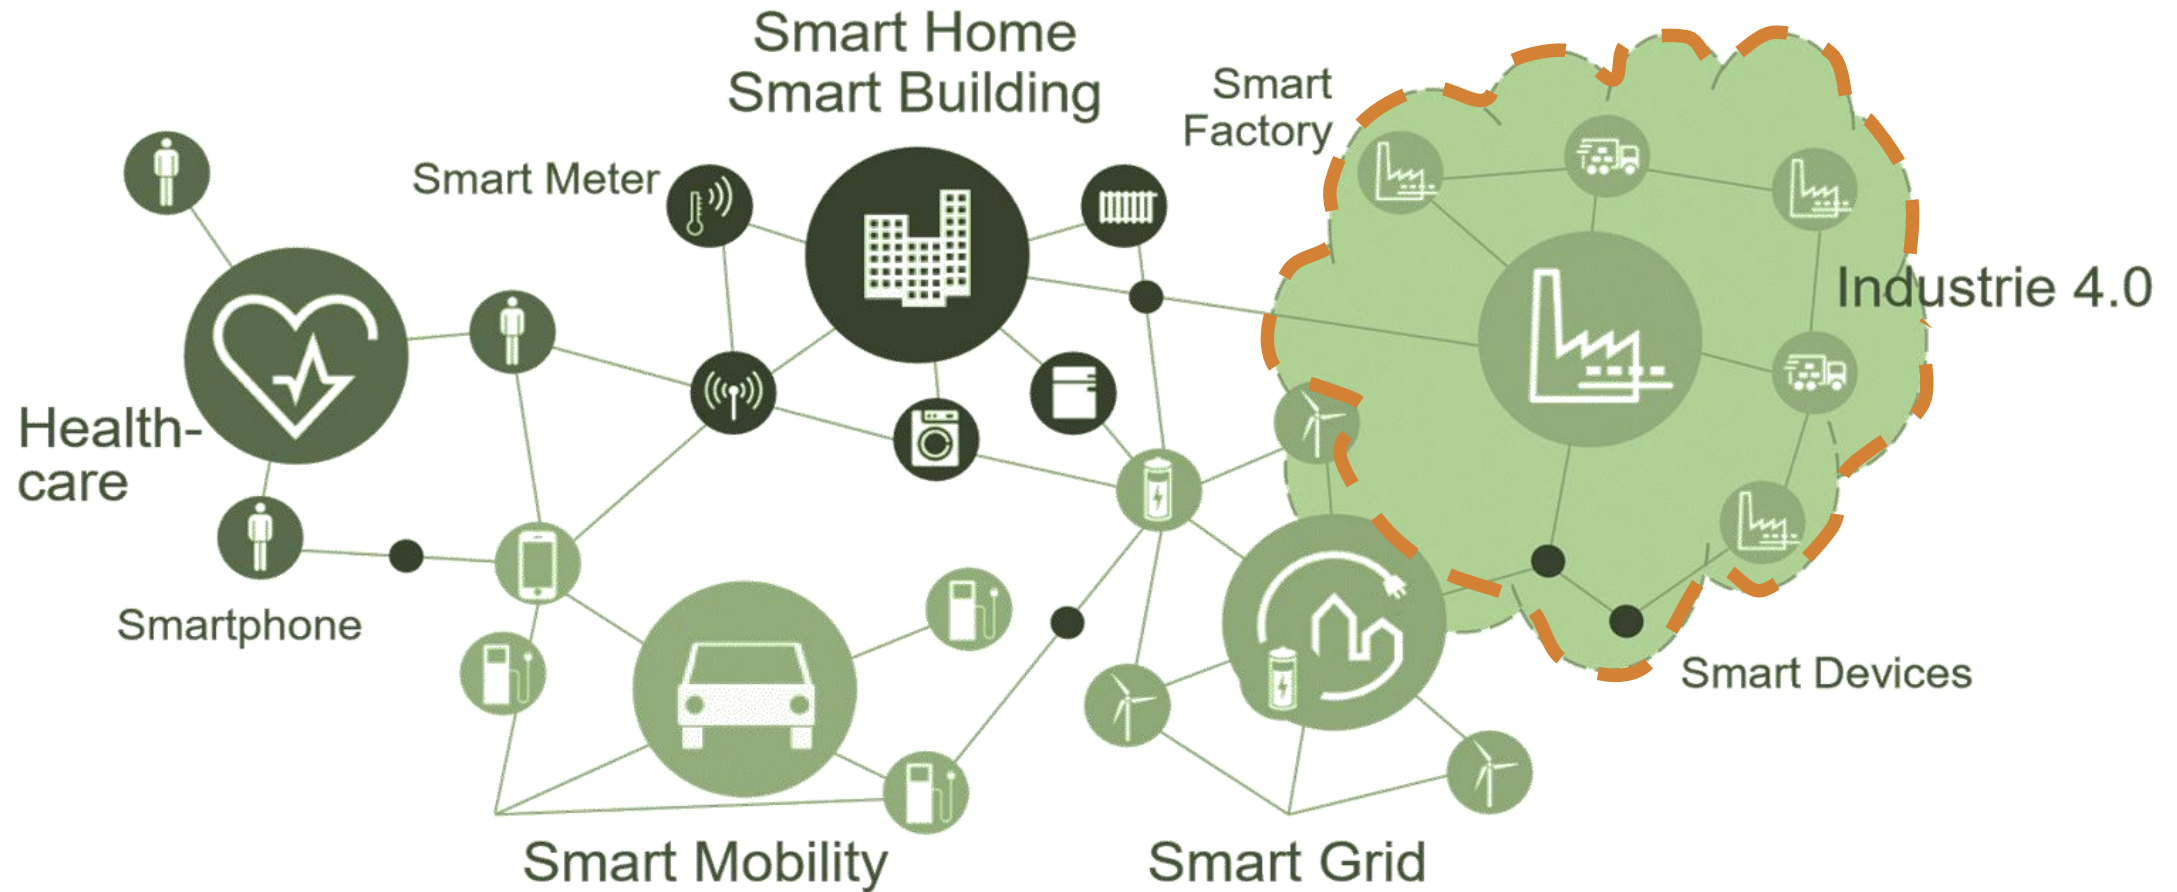 Smart Home
Smart Building
Smart
Factory
Smart Meter
Industrie 4.0
Health-
care
Smartphone
Smart Devices
Smart Mobility
Smart Grid